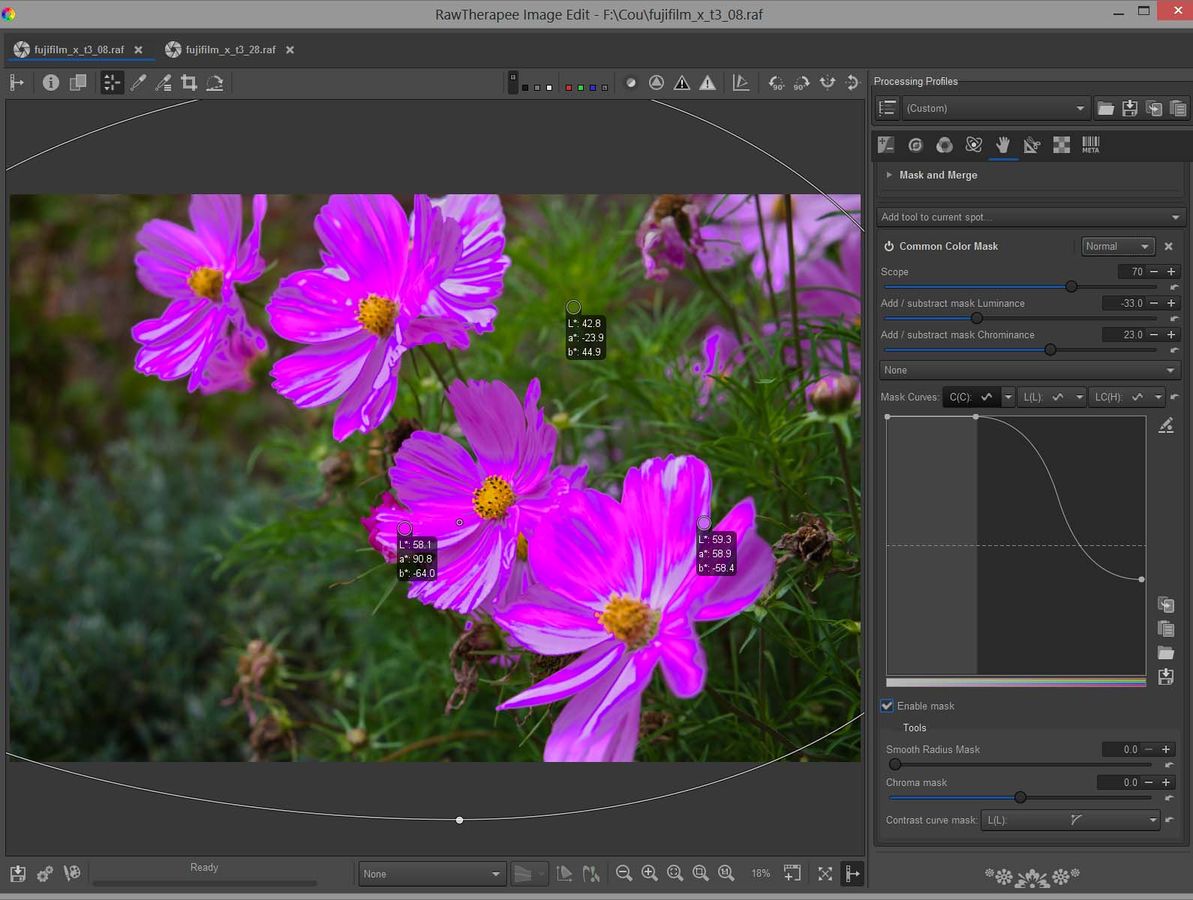 RawTherapee Image Edit - F:\Cou\fujifilm_x_t3_08.raf
fujifilm_x_t3_08.raf
fujifilm_x_t3_28.raf
Processing Profiles
90°
90°
(Custom)
META
Mask and Merge
Add tool to current spot...
Common Color Mask
Normal
Scope
70
Add / substract mask Luminance
-33.0
Add / substract mask Chrominance
23.0
None
Mask Curves:
C(C):
L(L):
LC(H):
L*: 42.8
a*: -23.9
b*: 44.9
L*: 58.1
a*: 90.8
b*: -64.0
L*: 59.3
a*: 58.9
b*: -58.4
Enable mask
Tools
Smooth Radius Mask
0.0
Chroma mask
0.0
Contrast curve mask:
L(L):
Ready
None
18%